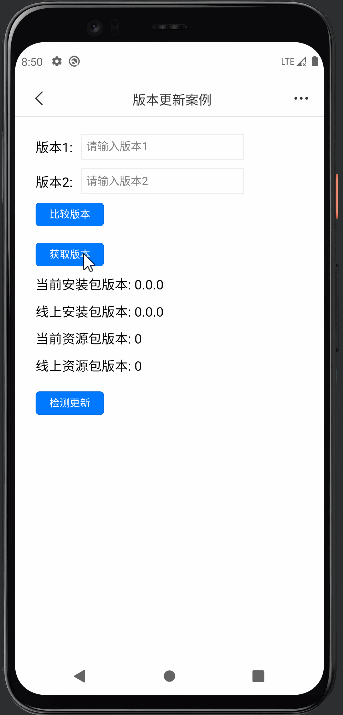 8:50 LTE
版本更新案例
版本1: 请输入版本1
版本2: 请输入版本2
比较版本
获取版本
当前安装包版本: 0.0.0
线上安装包版本: 0.0.0
当前资源包版本: 0
线上资源包版本: 0
检测更新